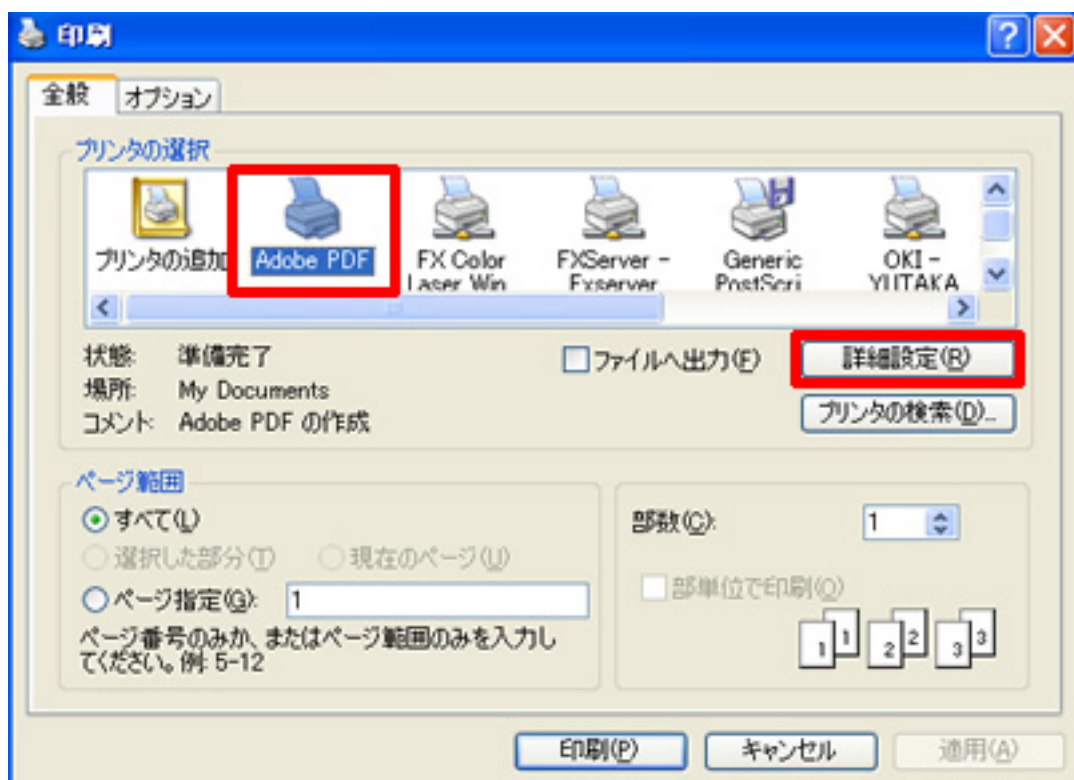 印刷
全般 オプション
プリンタの選択
プリンタの追加 Adobe PDF FX Color Laser Win FXServer - Fxserver Generic PostScri OKI - YUTAKA
状態: 準備完了 ファイルへ出力(F) 詳細設定(R)
場所: My Documents
コメント: Adobe PDF の作成 プリンタの検索(D)...
ページ範囲
すべて(L) 部数(C): 1
選択した部分(T) 現在のページ(U)
部単位で印刷(O)
ページ指定(G): 1
ページ番号のみか、またはページ範囲のみを入力し
てください。例: 5-12
1 1 2 2 3 3
印刷(P) キャンセル 適用(A)